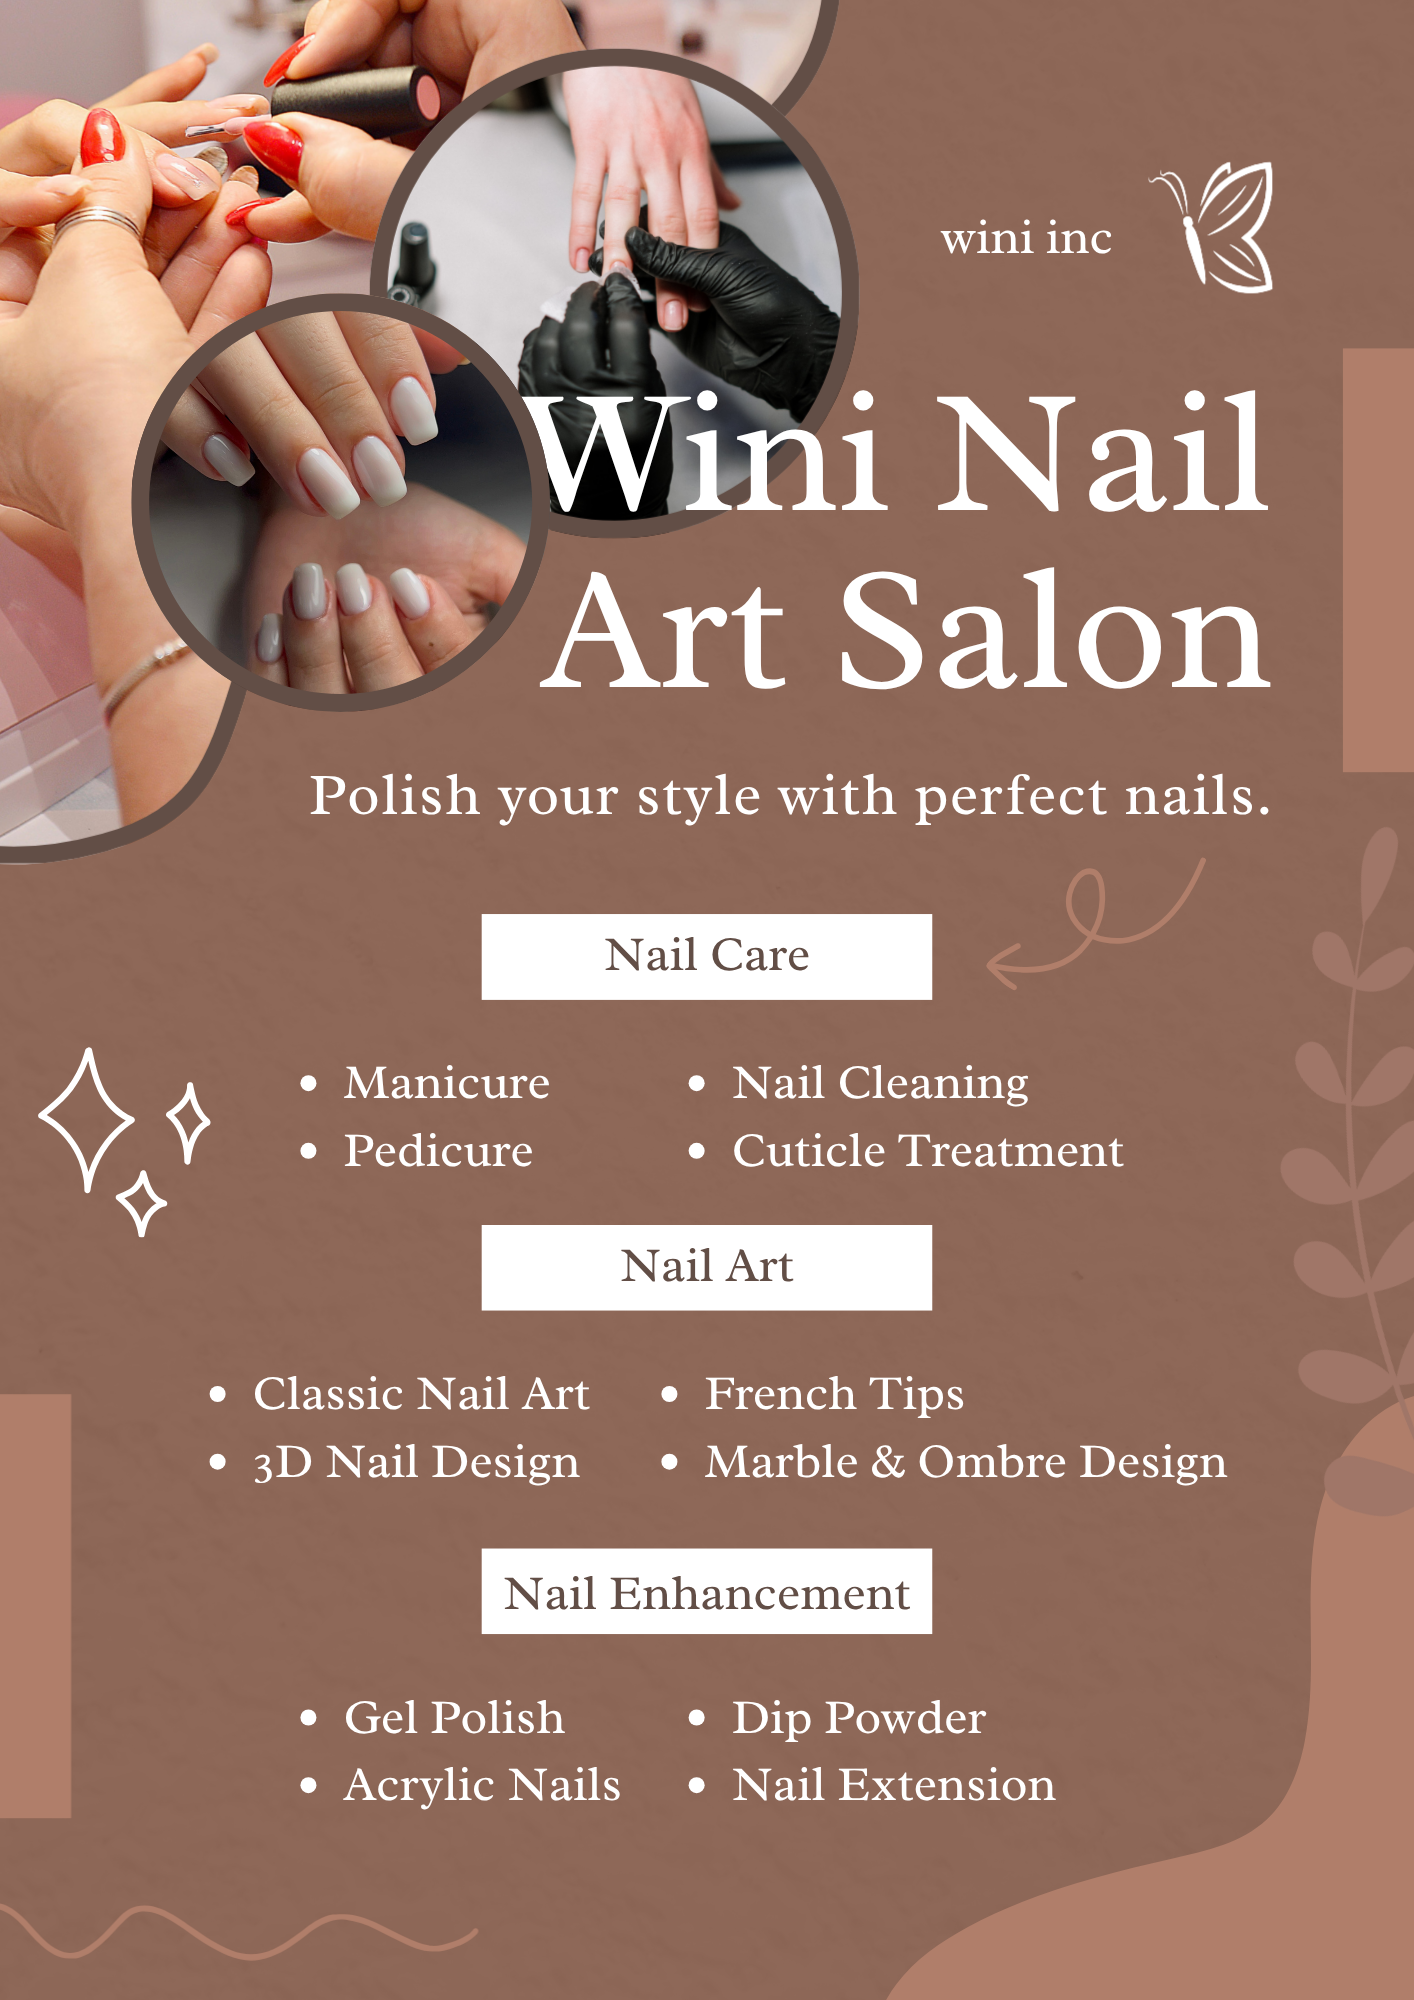 wini inc
Wini Nail
Art Salon
Polish your style with perfect nails.
Nail Care
Manicure
Pedicure
Nail Cleaning
Cuticle Treatment
Nail Art
Classic Nail Art
3D Nail Design
French Tips
Marble & Ombre Design
Nail Enhancement
Gel Polish
Acrylic Nails
Dip Powder
Nail Extension